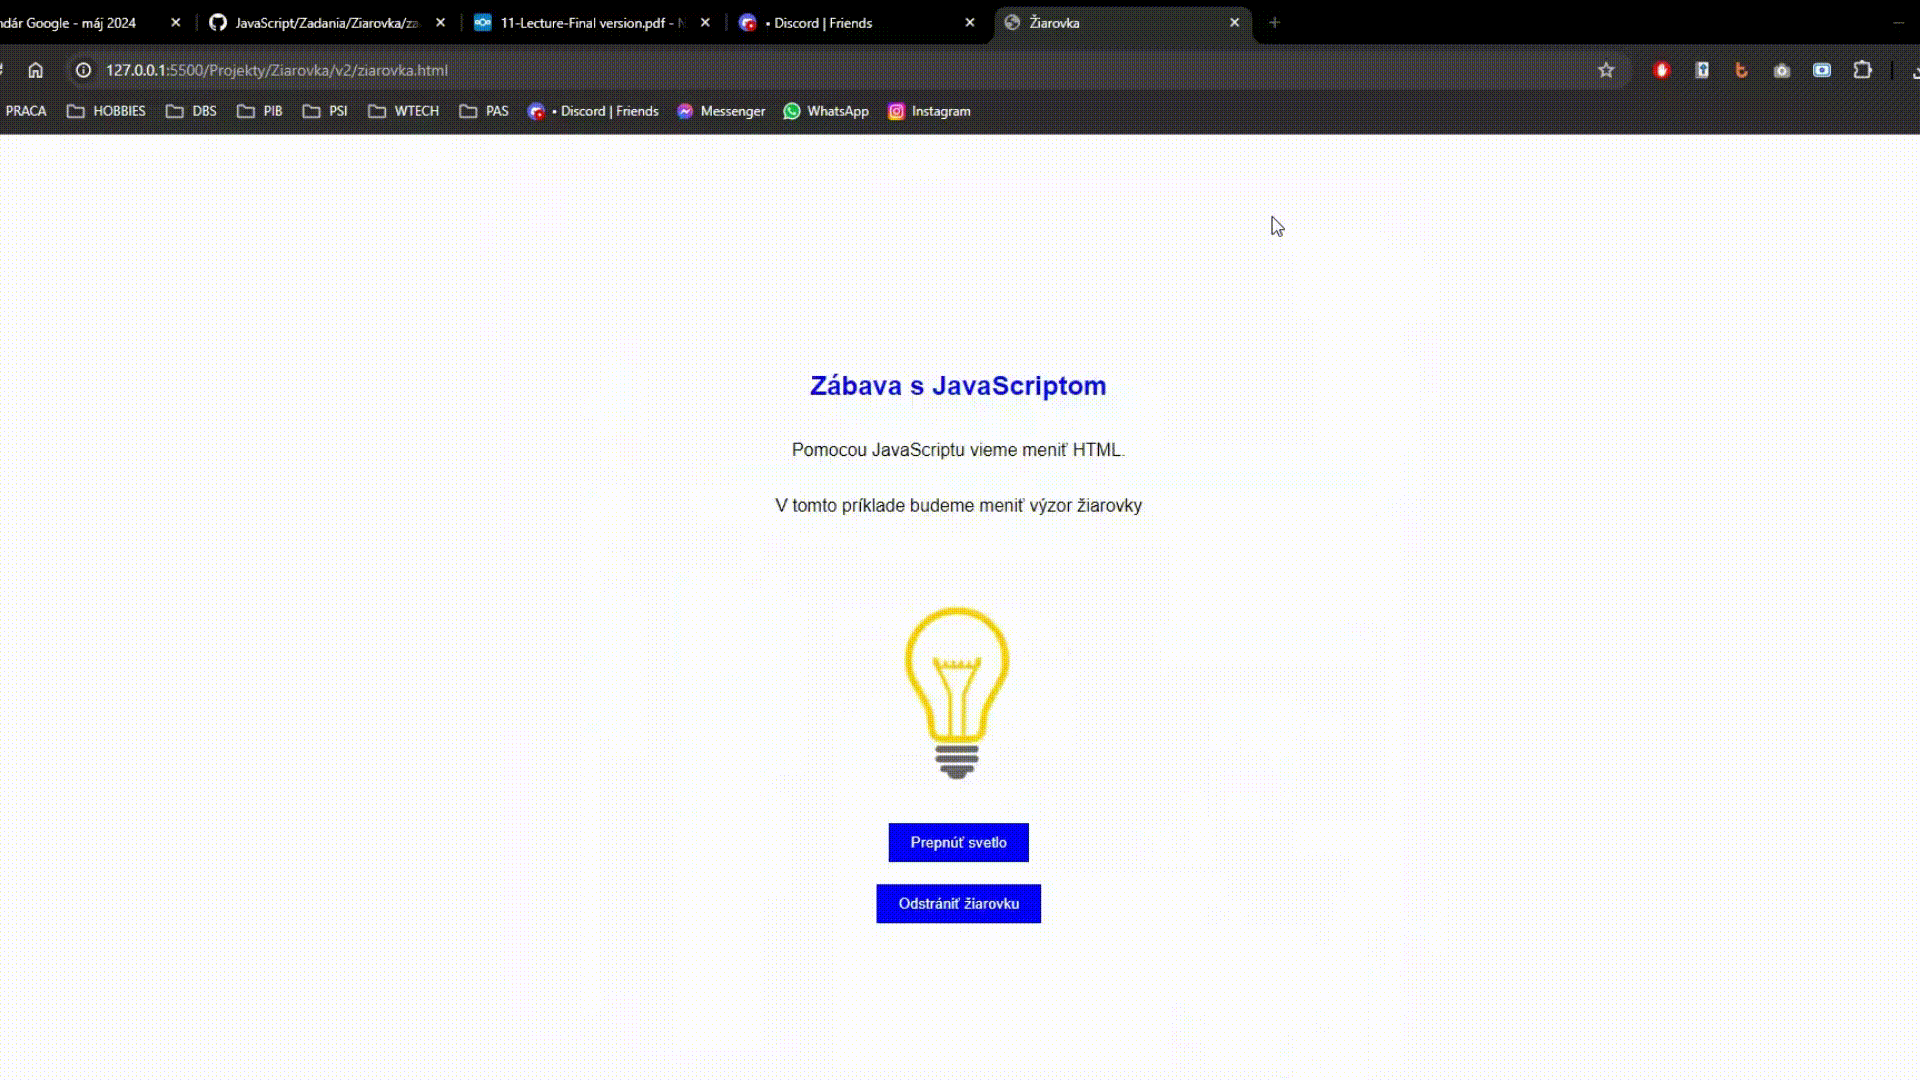 ndár Google - máj 2024
JavaScript/Zadania/Ziarovka/za
11-Lecture-Final version.pdf -
• Discord | Friends
Žiarovka
127.0.0.1:5500/Projekty/Ziarovka/v2/ziarovka.html
PRACA
HOBBIES
DBS
PIB
PSI
WTECH
PAS
• Discord | Friends
Messenger
WhatsApp
Instagram
Zábava s JavaScriptom
Pomocou JavaScriptu vieme meniť HTML.
V tomto príklade budeme meniť výzor žiarovky
Prepnúť svetlo
Odstrániť žiarovku